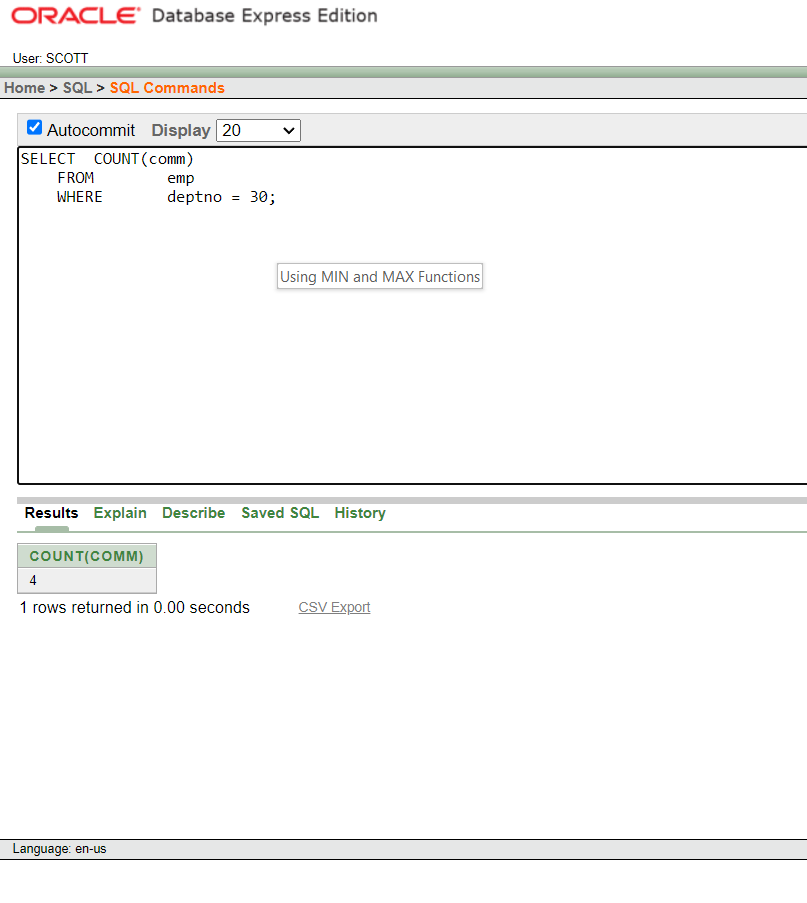 ORACLE Database Express Edition
User: SCOTT
Home > SQL > SQL Commands
Autocommit Display 20
SELECT  COUNT(comm)
    FROM        emp
    WHERE       deptno = 30;
Using MIN and MAX Functions
Results Explain Describe Saved SQL History
COUNT(COMM)
4
1 rows returned in 0.00 seconds CSV Export
Language: en-us